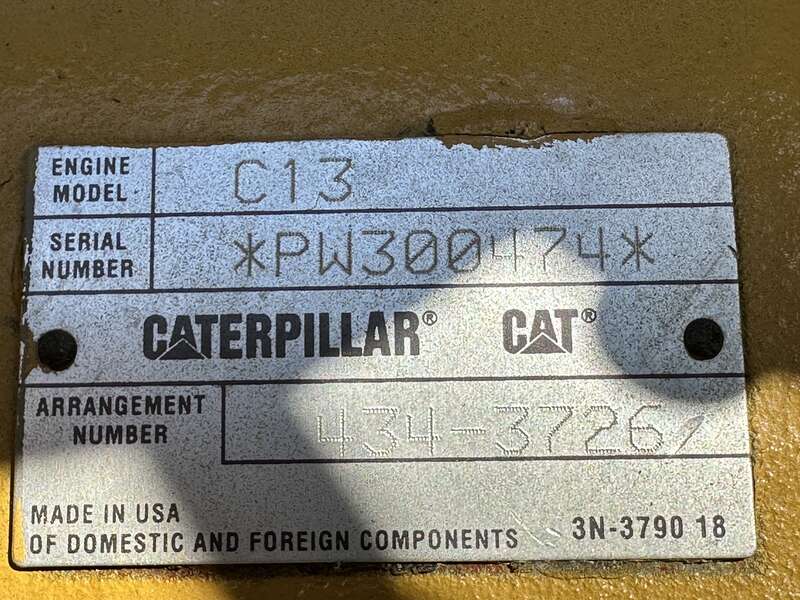 ENGINE MODEL C13
SERIAL NUMBER *PW300474*
CATERPILLAR® CAT®
ARRANGEMENT NUMBER 434-3726
MADE IN USA
OF DOMESTIC AND FOREIGN COMPONENTS 3N-3790 18